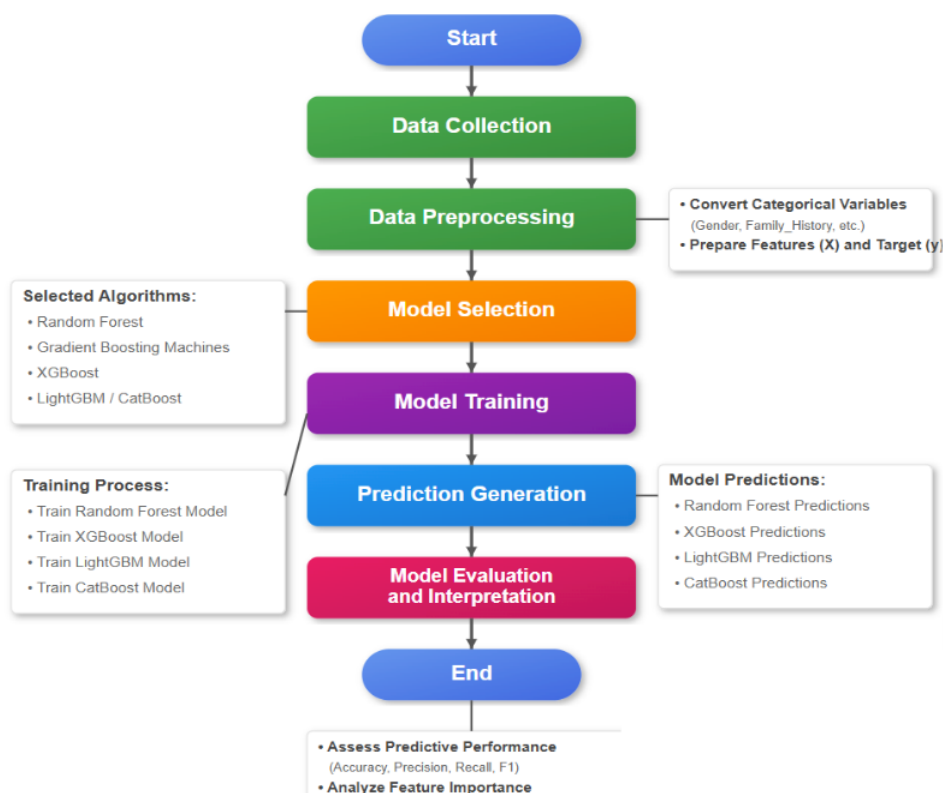 Start
Data Collection
Data Preprocessing
• Convert Categorical Variables
(Gender, Family_History, etc.)
• Prepare Features (X) and Target (y)
Model Selection
Selected Algorithms:
• Random Forest
• Gradient Boosting Machines
• XGBoost
• LightGBM / CatBoost
Model Training
Training Process:
• Train Random Forest Model
• Train XGBoost Model
• Train LightGBM Model
• Train CatBoost Model
Prediction Generation
Model Predictions:
• Random Forest Predictions
• XGBoost Predictions
• LightGBM Predictions
• CatBoost Predictions
Model Evaluation
and Interpretation
End
• Assess Predictive Performance
(Accuracy, Precision, Recall, F1)
• Analyze Feature Importance